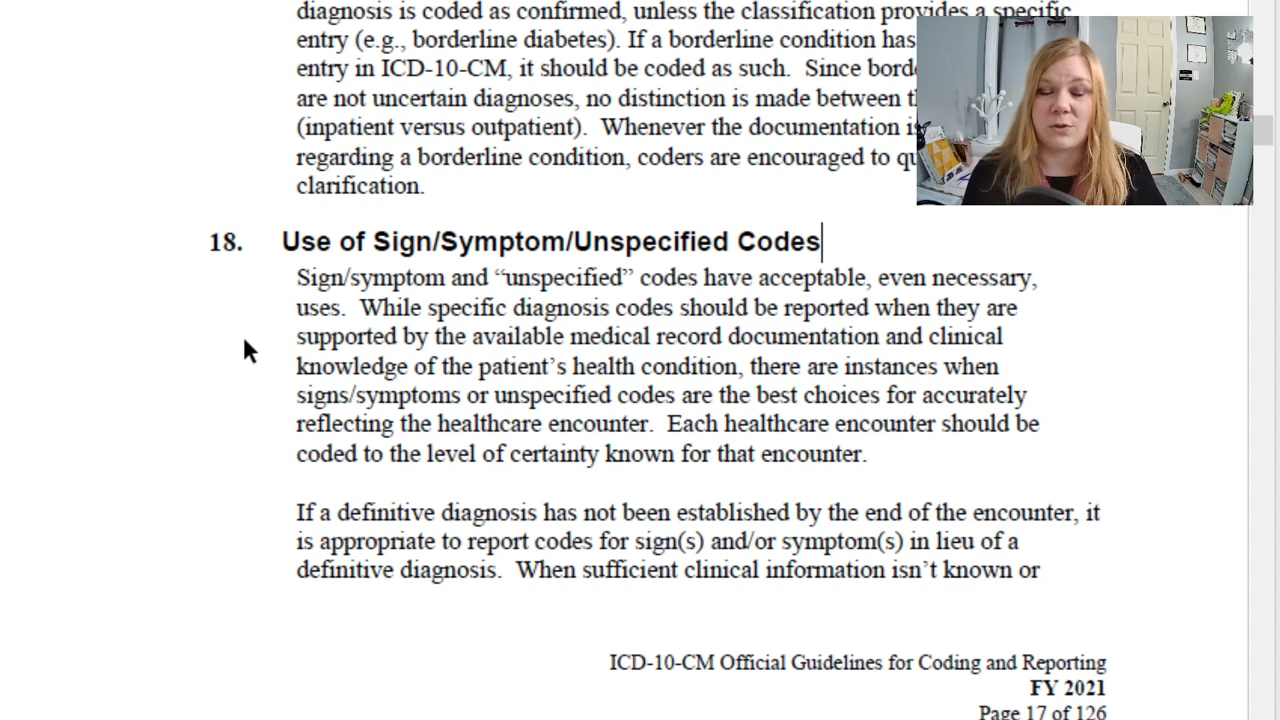 diagnosis is coded as confirmed, unless the classification provides a specific
entry (e.g., borderline diabetes). If a borderline condition has
entry in ICD-10-CM, it should be coded as such. Since
are not uncertain diagnoses, no distinction is made between
(inpatient versus outpatient). Whenever the documentation
regarding a borderline condition, coders are encouraged to
clarification.
18. Use of Sign/Symptom/Unspecified Codes
Sign/symptom and “unspecified” codes have acceptable, even necessary,
uses. While specific diagnosis codes should be reported when they are
supported by the available medical record documentation and clinical
knowledge of the patient’s health condition, there are instances when
signs/symptoms or unspecified codes are the best choices for accurately
reflecting the healthcare encounter. Each healthcare encounter should be
coded to the level of certainty known for that encounter.
If a definitive diagnosis has not been established by the end of the encounter, it
is appropriate to report codes for sign(s) and/or symptom(s) in lieu of a
definitive diagnosis. When sufficient clinical information isn’t known or
ICD-10-CM Official Guidelines for Coding and Reporting
FY 2021
Page 17 of 126